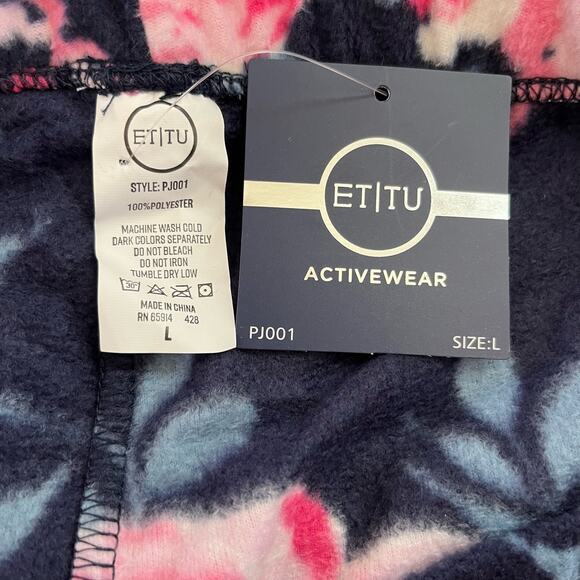 ET|TU
STYLE: PJ001
100%POLYESTER
MACHINE WASH COLD
DARK COLORS SEPARATELY
DO NOT BLEACH
DO NOT IRON
TUMBLE DRY LOW
30°
MADE IN CHINA
RN 65914 428
L
ET|TU
ACTIVEWEAR
PJ001 SIZE:L